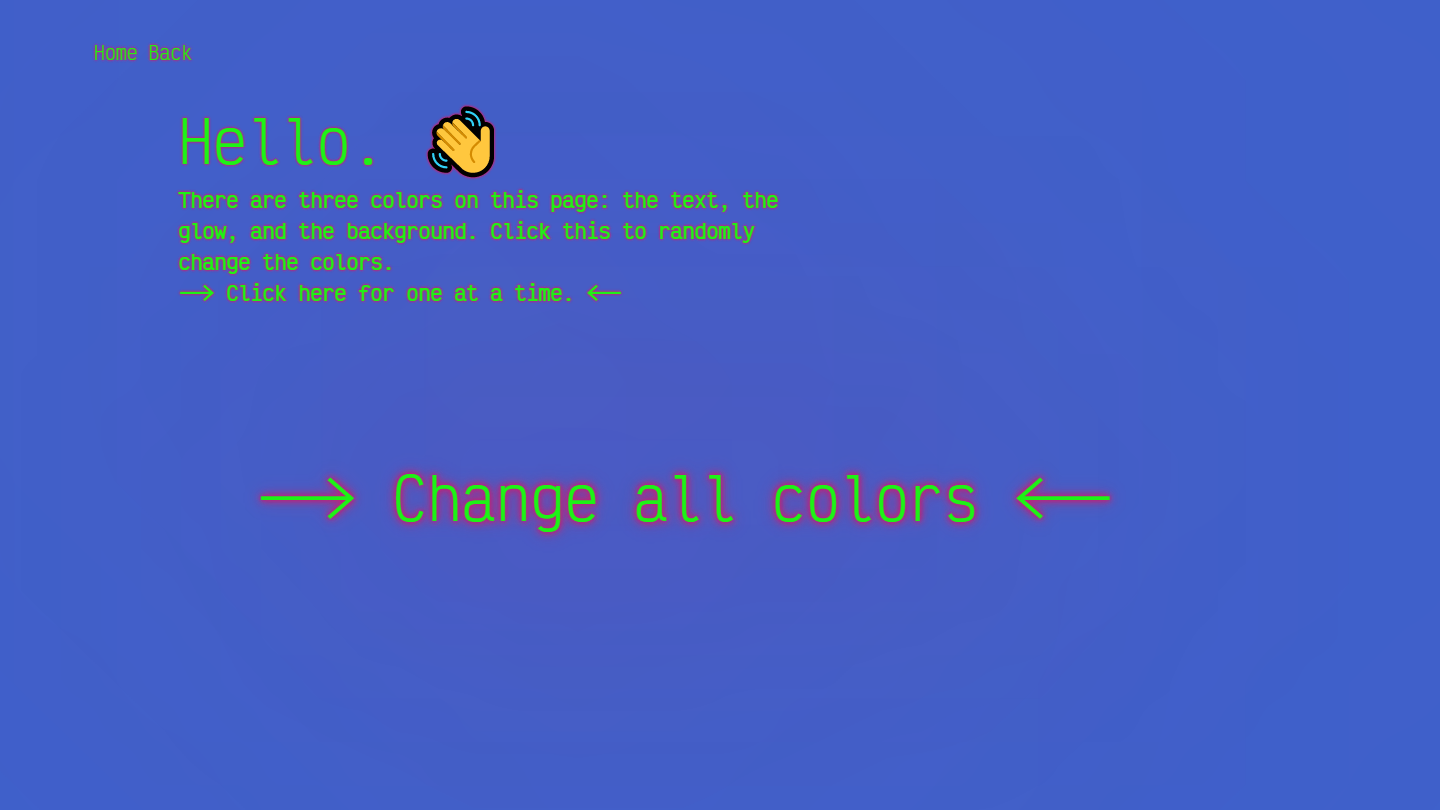 Home Back
Hello. 👋
There are three colors on this page: the text, the
glow, and the background. Click this to randomly
change the colors.
⟶ Click here for one at a time. ⟵
⟶ Change all colors ⟵